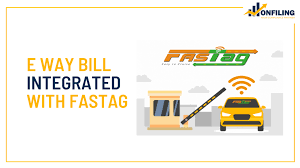 ONFILING
E WAY BILL
INTEGRATED
WITH FASTAG
FASTag